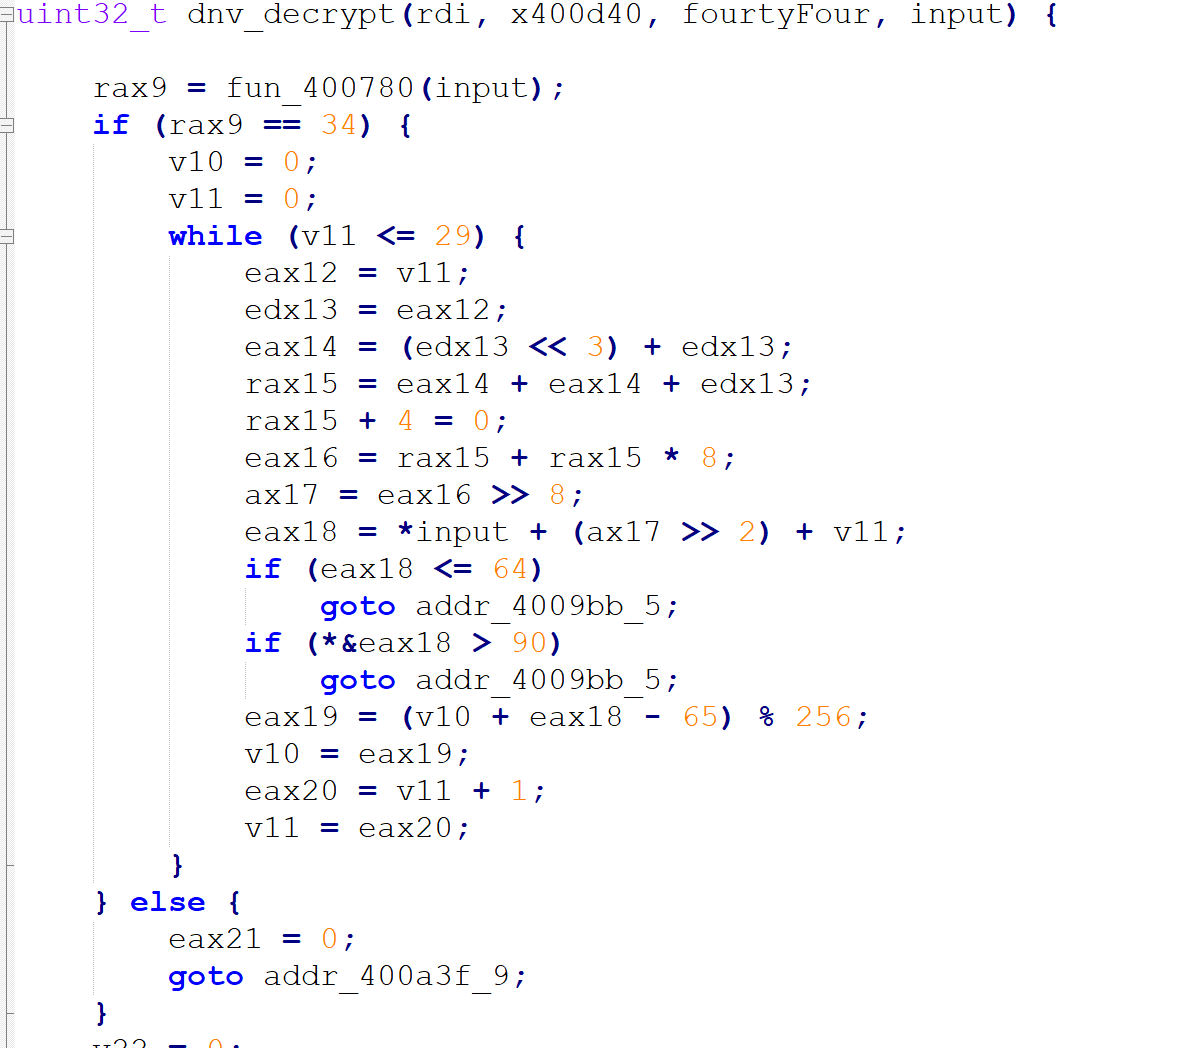 uint32_t dnv_decrypt(rdi, x400d40, fourtyFour, input) {
rax9 = fun_400780(input);
if (rax9 == 34) {
v10 = 0;
v11 = 0;
while (v11 <= 29) {
eax12 = v11;
edx13 = eax12;
eax14 = (edx13 << 3) + edx13;
rax15 = eax14 + eax14 + edx13;
rax15 + 4 = 0;
eax16 = rax15 + rax15 * 8;
ax17 = eax16 >> 8;
eax18 = *input + (ax17 >> 2) + v11;
if (eax18 <= 64)
goto addr_4009bb_5;
if (*&eax18 > 90)
goto addr_4009bb_5;
eax19 = (v10 + eax18 - 65) % 256;
v10 = eax19;
eax20 = v11 + 1;
v11 = eax20;
}
} else {
eax21 = 0;
goto addr_400a3f_9;
}